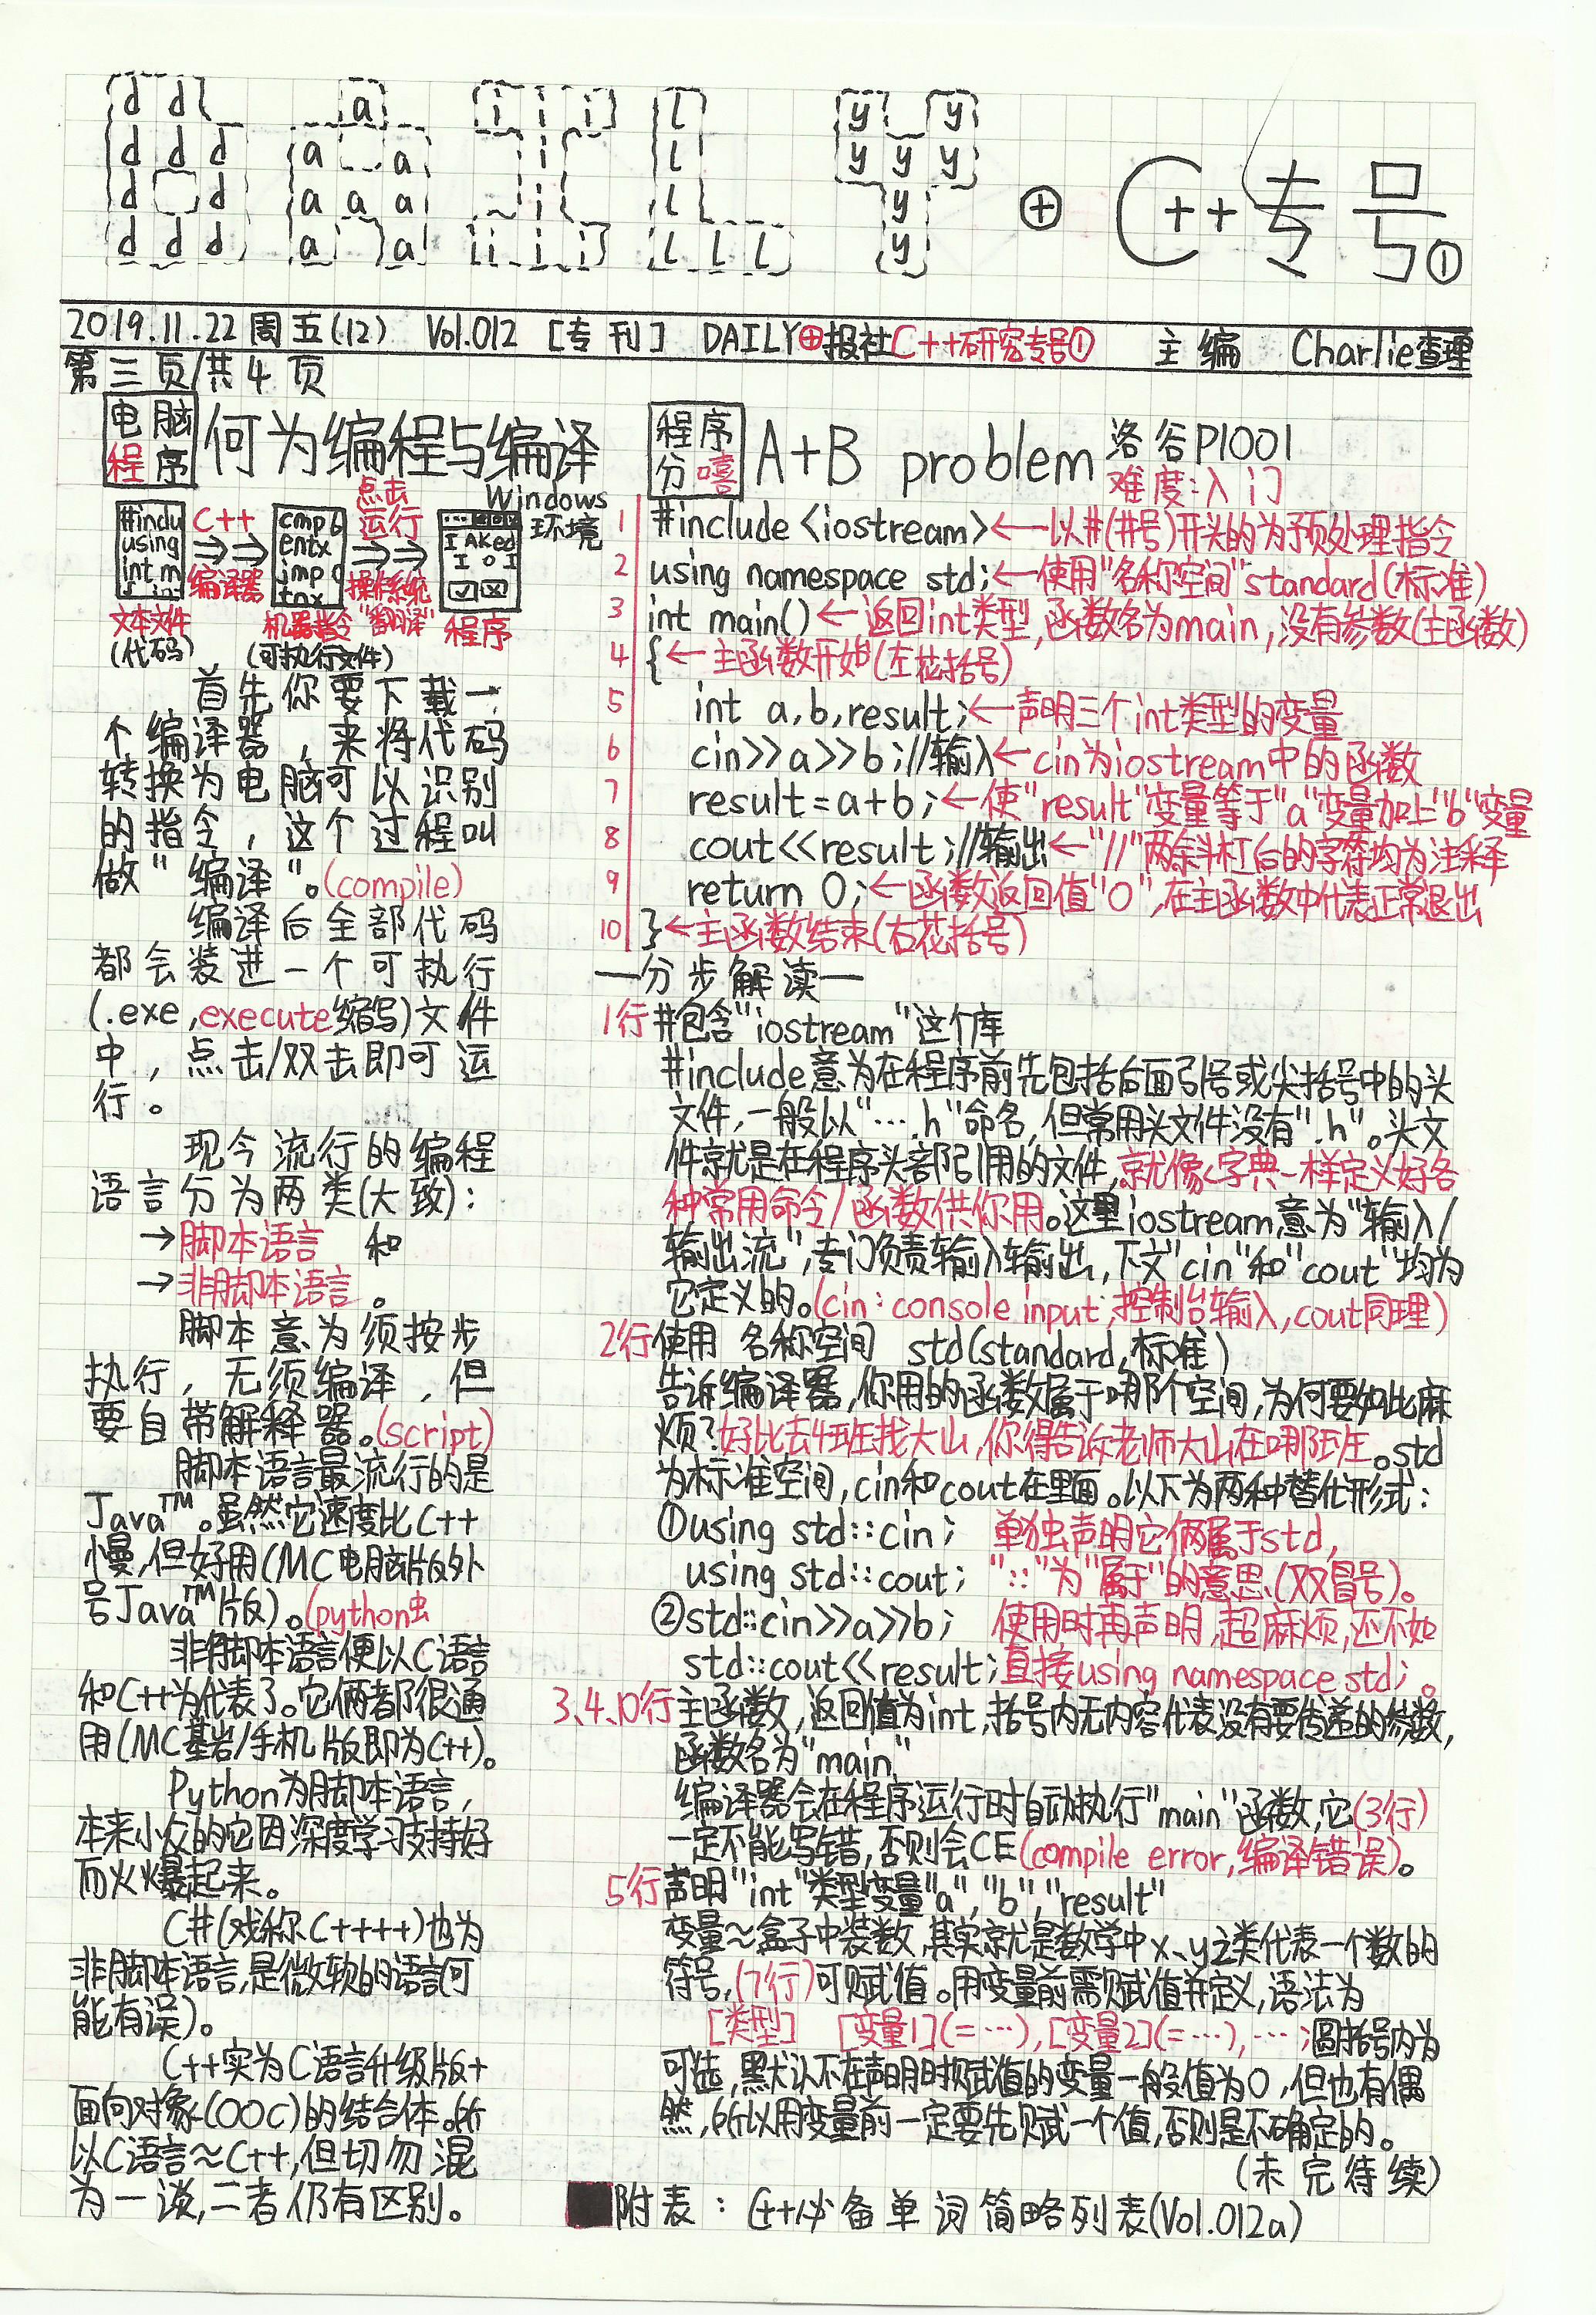 d d a i i i l y y
d d d a a i l y y y
d d a a a i l y
d d d a a i i i l l l y
⊕ C++专号①
2019.11.22 周五(12) Vol.012 [专刊] DAILY⊕报社C++研究专号① 主编 Charlie查理
第三页/共4页
电脑程序 何为编程与编译
#inclu
using
int m
C++
编译器
文本文件
(代码)
cmp b
entx
jmp 0
机器指令
(可执行文件)
点击
运行
操作系统
"翻译"
Windows
环境
I AKed
I O I
程序
首先你要下载一
个编译器，来将代码
转换为电脑可以识别
的指令，这个过程叫
做"编译"。(compile)
编译后全部代码
都会装进一个可执行
(.exe,execute缩写)文件
中，点击/双击即可运
行。
现今流行的编程
语言分为两类(大致)：
→脚本语言 和
→非脚本语言。
脚本意为须按步
执行，无须编译，但
要自带解释器。(script)
脚本语言最流行的是
Java™。虽然它速度比C++
慢,但好用(MC电脑版外
号Java™版)。(python虫
非脚本语言便以C语言
和C++为代表了。它俩都很通
用(MC基岩/手机版即为C++)。
Python为脚本语言,
本来小众的它因深度学习支持好
而火爆起来。
C#(戏称C++++)也为
非脚本语言,是微软的语言(可
能有误)。
C++实为C语言升级版+
面向对象(OOC)的结合体。所
以C语言≈C++,但切勿混
为一谈,二者仍有区别。
程序分嘻 A+B problem 洛谷P1001
难度:入门
1 #include <iostream>←以#(井号)开头的为预处理指令
2 using namespace std;←使用"名称空间"standard(标准)
3 int main()←返回int类型,函数名为main,没有参数(主函数)
4 {←主函数开始(左花括号)
5 int a,b,result;←声明三个int类型的变量
6 cin>>a>>b;//输入←cin为iostream中的函数
7 result=a+b;←使"result"变量等于"a"变量加上"b"变量
8 cout<<result;//输出←"//"两斜杠后的字符均为注释
9 return 0;←函数返回值"0",在主函数中代表正常退出
10 }←主函数结束(右花括号)
—分步解读—
1行#包含"iostream"这个库
#include意为在程序前先包括后面引号或尖括号中的头
文件,一般以"….h"命名,但常用头文件没有".h"。头文
件就是在程序头部引用的文件,就像字典一样定义好各
种常用命令/函数供你用。这里iostream意为"输入/
输出流",专门负责输入输出,下文"cin"和"cout"均为
它定义的。(cin:console input,控制台输入,cout同理)
2行使用 名称空间 std(standard,标准)
告诉编译器,你用的函数属于哪个空间,为何要如此麻
烦?好比去4班找大山,你得告诉老师大山在哪班。std
为标准空间,cin和cout在里面。以下为两种替代形式：
①using std::cin; 单独声明它俩属于std,
using std::cout; "::"为"属于"的意思(双冒号)。
②std::cin>>a>>b; 使用时再声明,超麻烦,还不如
std::cout<<result;直接using namespace std;。
3、4、10行主函数,返回值为int,括号内无内容代表没有要传递的参数,
函数名为"main"
编译器会在程序运行时自动执行"main"函数,它(3行)
一定不能写错,否则会CE(compile error,编译错误)。
5行声明"int"类型变量"a","b","result"
变量~盒子中装数,其实就是数学中x、y之类代表一个数的
符号,(7行)可赋值。用变量前需赋值并定义,语法为
[类型] [变量1](=…),[变量2](=…),…;圆括号内为
可选,默认不在声明时赋值的变量一般值为0,但也有偶
然,所以用变量前一定要先赋一个值,否则是不确定的。
(未完待续)
附表：C++必备单词简略列表(Vol.012a)